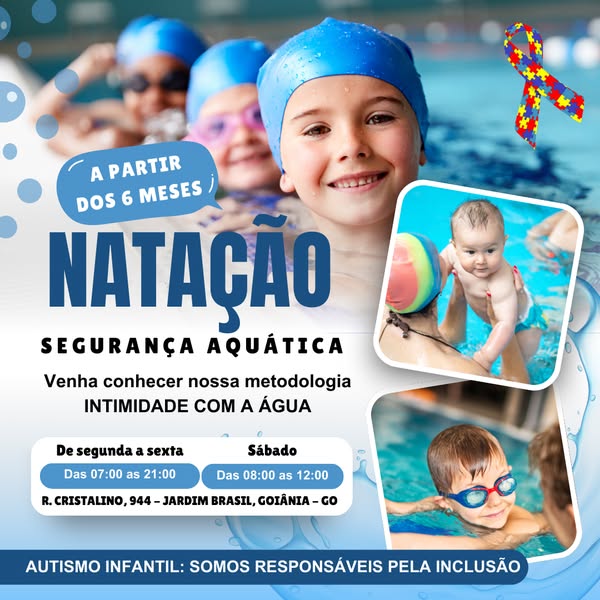 A PARTIR
DOS 6 MESES
NATAÇÃO
SEGURANÇA AQUÁTICA
Venha conhecer nossa metodologia
INTIMIDADE COM A ÁGUA
De segunda a sexta
Sábado
Das 07:00 as 21:00
Das 08:00 as 12:00
R. CRISTALINO, 944 - JARDIM BRASIL, GOIÂNIA - GO
AUTISMO INFANTIL: SOMOS RESPONSÁVEIS PELA INCLUSÃO